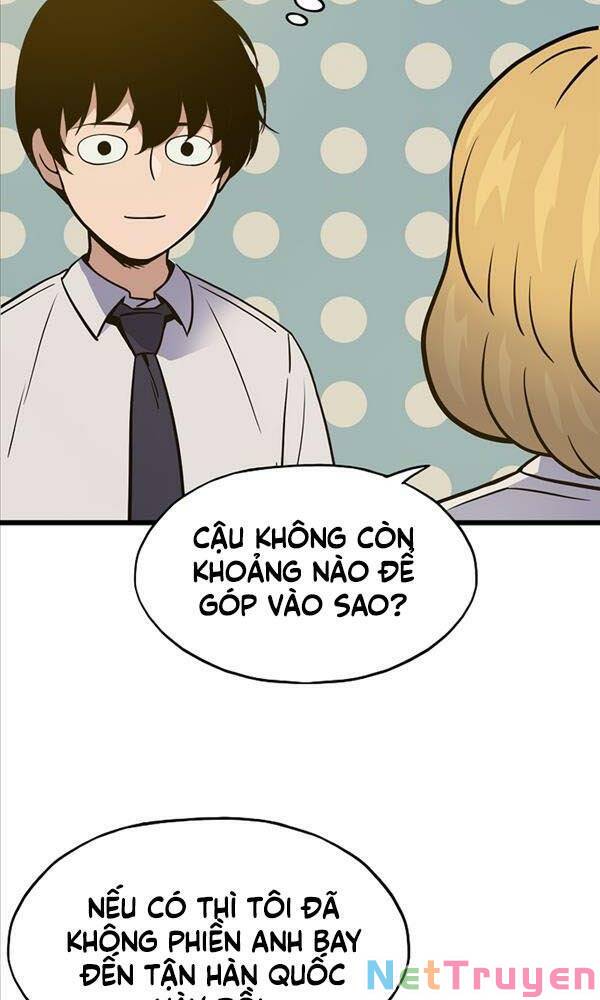 CẬU KHÔNG CÒN
KHOẢNG NÀO ĐỂ
GÓP VÀO SAO?
NẾU CÓ THÌ TÔI ĐÃ
KHÔNG PHIỀN ANH BAY
ĐẾN TẬN HÀN QUỐC
NetTruyen